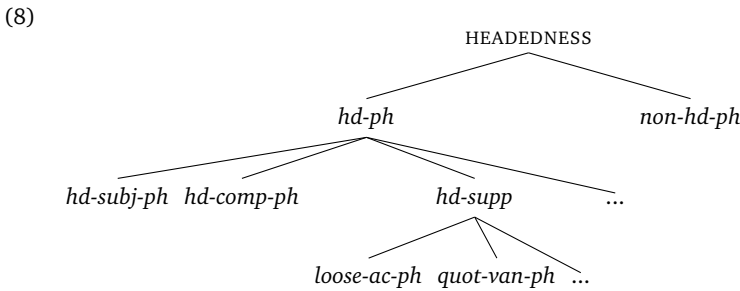 (8)
HEADEDNESS
hd-ph non-hd-ph
hd-subj-ph hd-comp-ph hd-supp ...
loose-ac-ph quot-van-ph ...